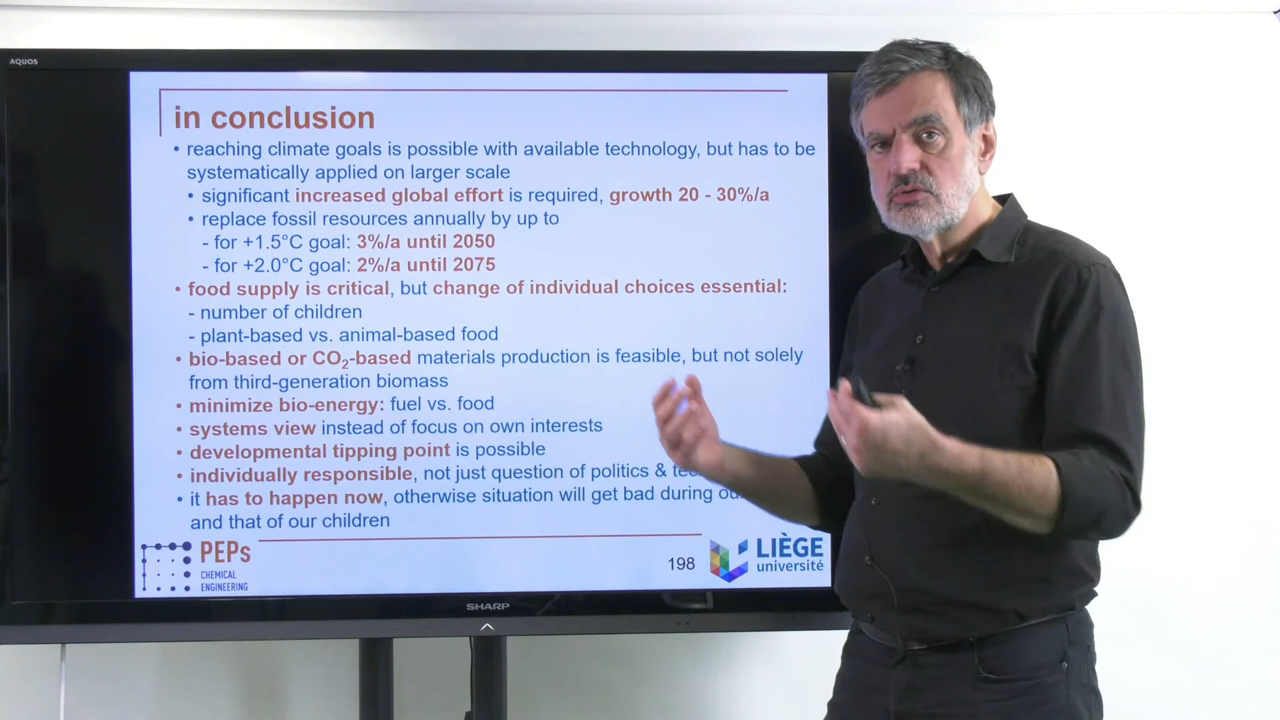 AQUOS
in conclusion
• reaching climate goals is possible with available technology, but has to be
systematically applied on larger scale
• significant increased global effort is required, growth 20 - 30%/a
• replace fossil resources annually by up to
- for +1.5°C goal: 3%/a until 2050
- for +2.0°C goal: 2%/a until 2075
• food supply is critical, but change of individual choices essential:
- number of children
- plant-based vs. animal-based food
• bio-based or CO₂-based materials production is feasible, but not solely
from third-generation biomass
• minimize bio-energy: fuel vs. food
• systems view instead of focus on own interests
• developmental tipping point is possible
• individually responsible, not just question of politics &
• it has to happen now, otherwise situation will get bad during
and that of our children
PEPs
CHEMICAL
ENGINEERING
198
LIÈGE
université
SHARP